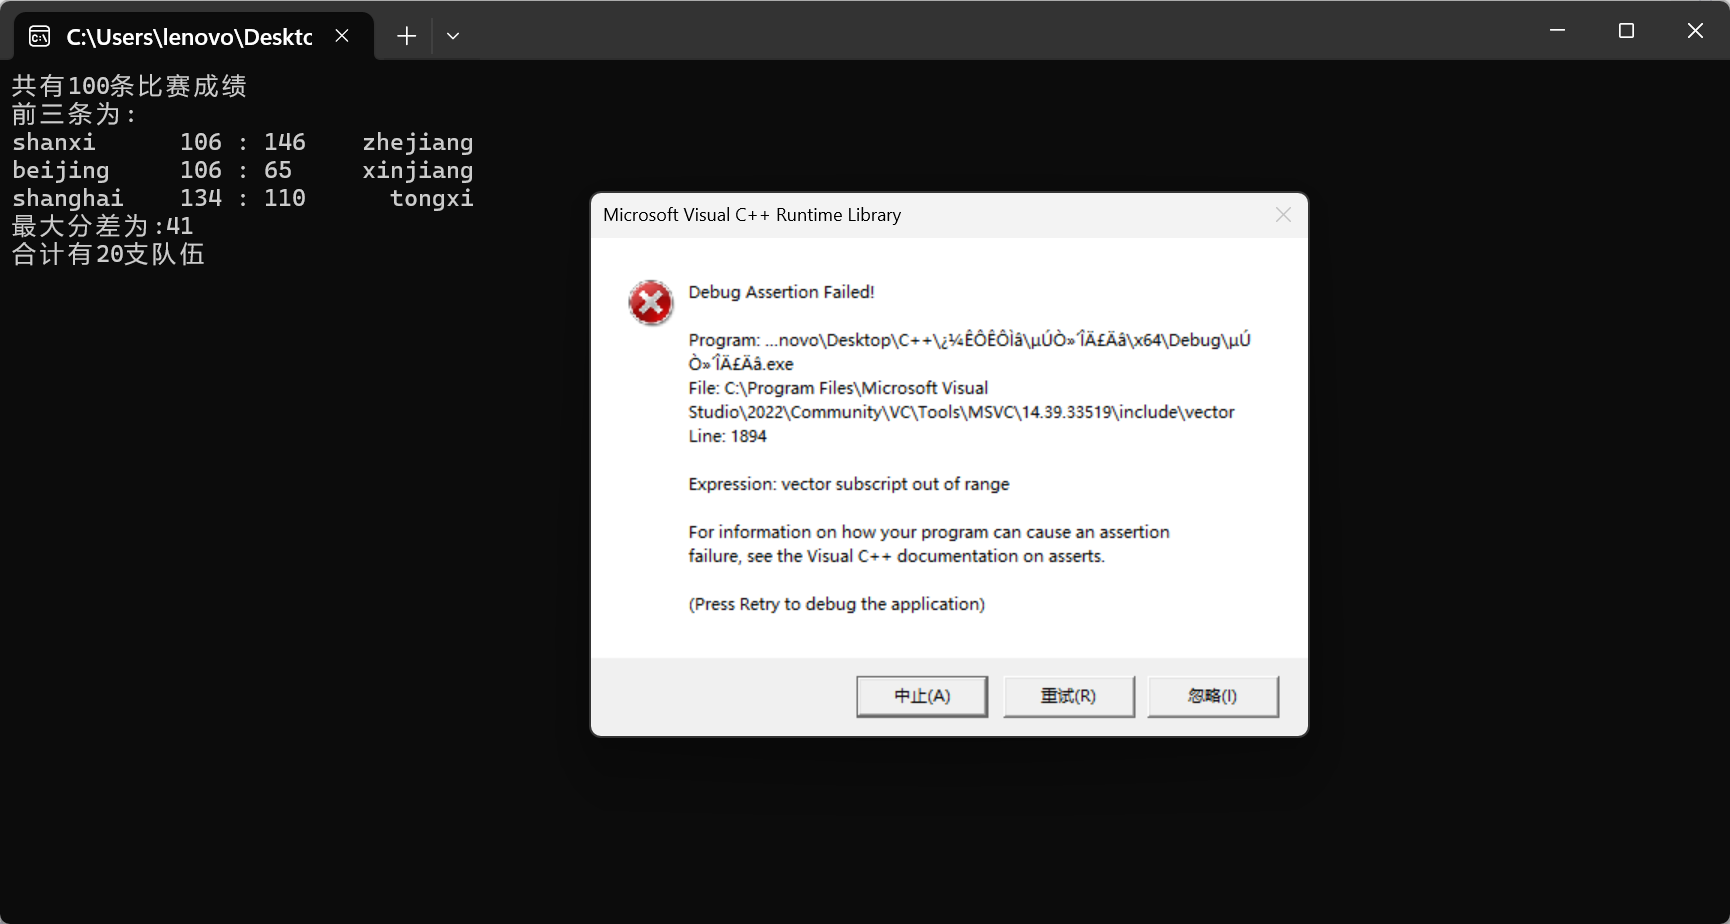 C:\Users\lenovo\Deskto
共有100条比赛成绩
前三条为:
shanxi 106 : 146 zhejiang
beijing 106 : 65 xinjiang
shanghai 134 : 110 tongxi
最大分差为:41
合计有20支队伍
Microsoft Visual C++ Runtime Library
Debug Assertion Failed!
Program: ...novo\Desktop\C++\¿¼ÊÔÊÔÌâ\µÚÒ»´ÎÄ£Äâ\x64\Debug\µÚ
Ò»´ÎÄ£Äâ.exe
File: C:\Program Files\Microsoft Visual
Studio\2022\Community\VC\Tools\MSVC\14.39.33519\include\vector
Line: 1894
Expression: vector subscript out of range
For information on how your program can cause an assertion
failure, see the Visual C++ documentation on asserts.
(Press Retry to debug the application)
中止(A) 重试(R) 忽略(I)